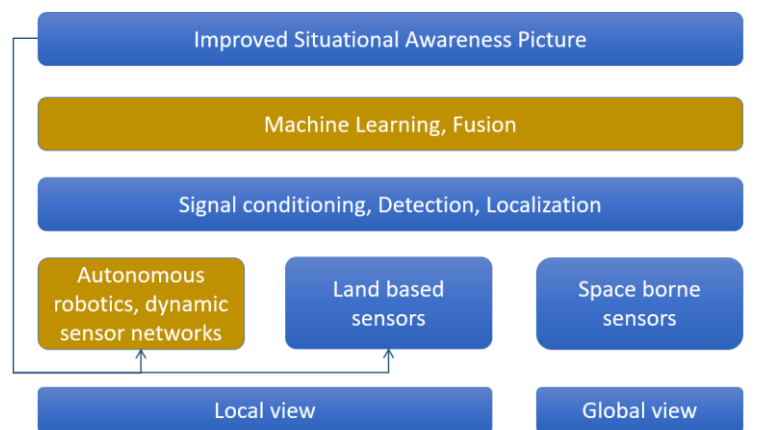 Improved Situational Awareness Picture
Machine Learning, Fusion
Signal conditioning, Detection, Localization
Autonomous
robotics, dynamic
sensor networks
Land based
sensors
Space borne
sensors
Local view
Global view